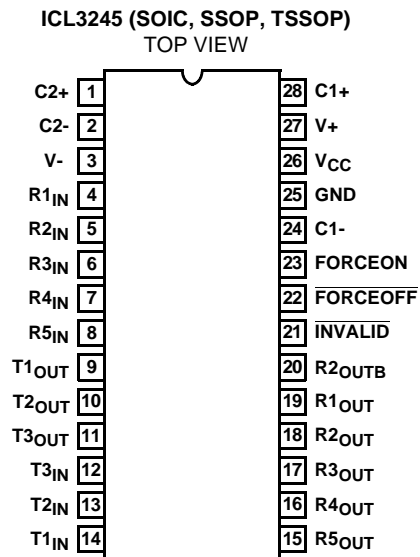 ICL3245 (SOIC, SSOP, TSSOP)
TOP VIEW
C2+ 1 28 C1+
C2- 2 27 V+
V- 3 26 VCC
R1IN 4 25 GND
R2IN 5 24 C1-
R3IN 6 23 FORCEON
R4IN 7 22 FORCEOFF
R5IN 8 21 INVALID
T1OUT 9 20 R2OUTB
T2OUT 10 19 R1OUT
T3OUT 11 18 R2OUT
T3IN 12 17 R3OUT
T2IN 13 16 R4OUT
T1IN 14 15 R5OUT